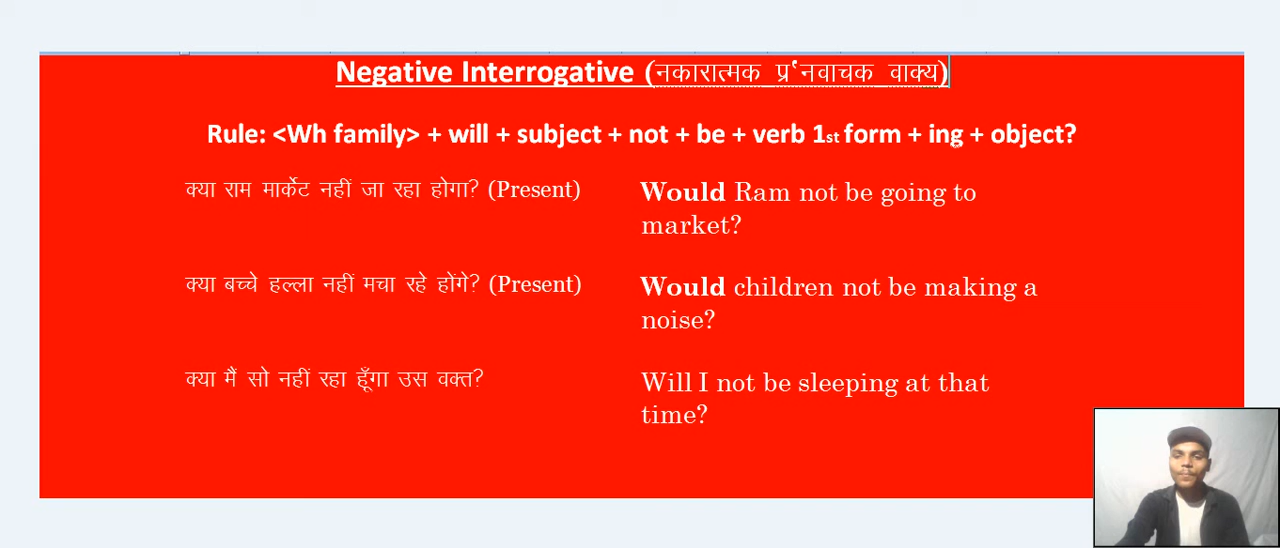 Negative Interrogative (नकारात्मक प्र‘नवाचक वाक्य)
Rule: <Wh family> + will + subject + not + be + verb 1st form + ing + object?
क्या राम मार्केट नहीं जा रहा होगा? (Present)
Would Ram not be going to
market?
क्या बच्चे हल्ला नहीं मचा रहे होंगे? (Present)
Would children not be making a
noise?
क्या मैं सो नहीं रहा हूँगा उस वक्त?
Will I not be sleeping at that
time?